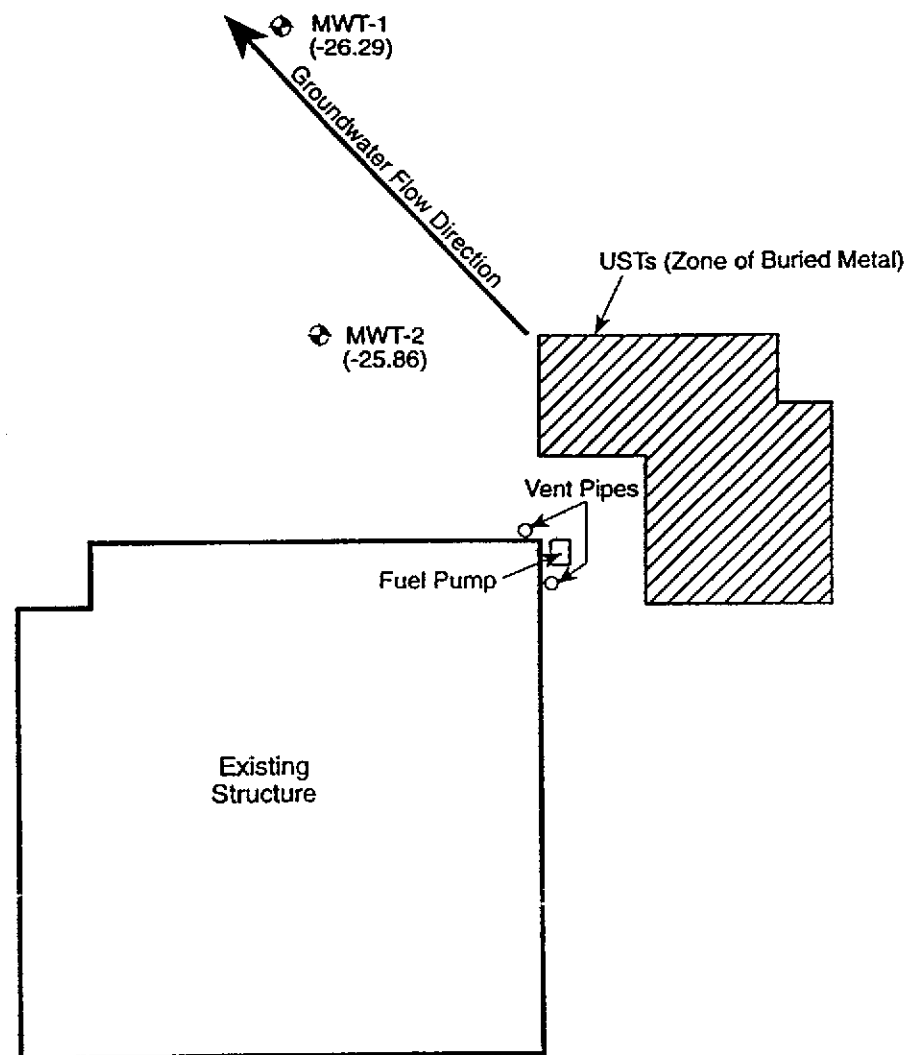 MWT-1
(-26.29)
Groundwater Flow Direction
USTs (Zone of Buried Metal)
MWT-2
(-25.86)
Vent Pipes
Fuel Pump
Existing
Structure